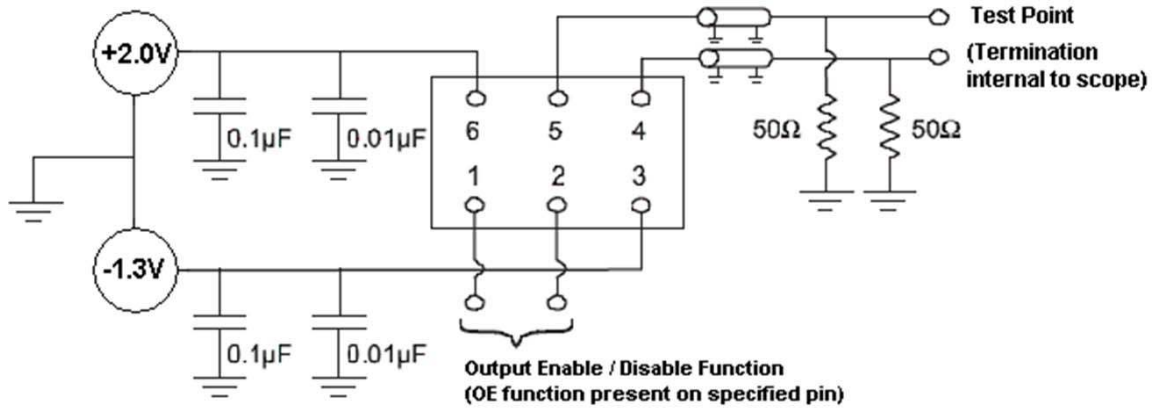 +2.0V
0.1µF
0.01µF
6
5
4
1
2
3
-1.3V
0.1µF
0.01µF
Test Point
(Termination
internal to scope)
50Ω
50Ω
Output Enable / Disable Function
(OE function present on specified pin)